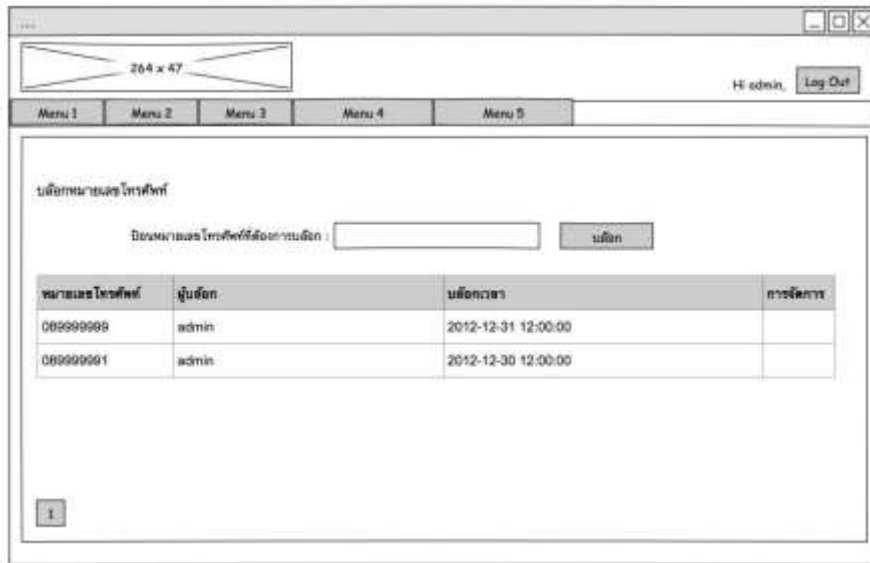 ...
264 x 47
Hi admin, Log Out
Menu 1 Menu 2 Menu 3 Menu 4 Menu 5
บล๊อกหมายเลขโทรศัพท์
ป้อนหมายเลขโทรศัพท์ที่ต้องการบล๊อก : บล๊อก
หมายเลขโทรศัพท์ ผู้บล๊อก บล๊อกเวลา การจัดการ
089999999 admin 2012-12-31 12:00:00
089999991 admin 2012-12-30 12:00:00
1